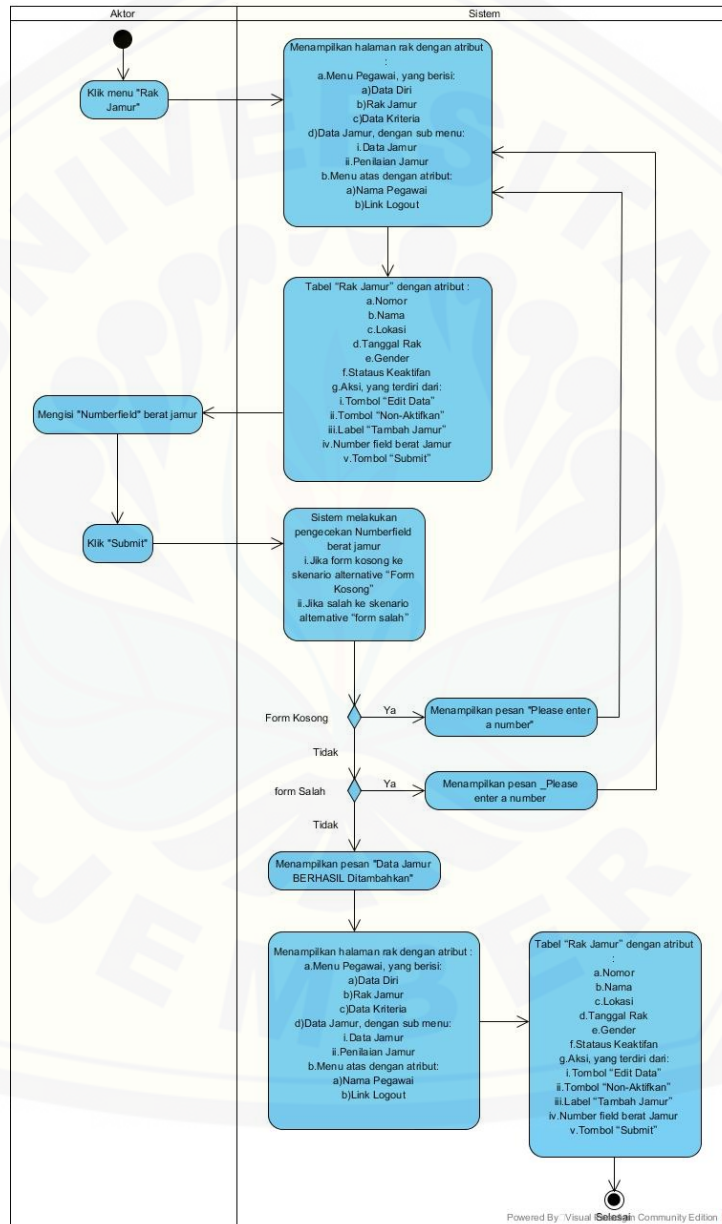 Aktor
Sistem
Klik menu "Rak
Jamur"
Menampilkan halaman rak dengan atribut
:
a.Menu Pegawai, yang berisi:
a)Data Diri
b)Rak Jamur
c)Data Kriteria
d)Data Jamur, dengan sub menu:
i.Data Jamur
ii.Penilaian Jamur
b.Menu atas dengan atribut:
a)Nama Pegawai
b)Link Logout
Tabel "Rak Jamur" dengan atribut :
a.Nomor
b.Nama
c.Lokasi
d.Tanggal Rak
e.Gender
f.Stataus Keaktifan
g.Aksi, yang terdiri dari:
i.Tombol "Edit Data"
ii.Tombol "Non-Aktifkan"
iii.Label "Tambah Jamur"
iv.Number field berat Jamur
v.Tombol "Submit"
Mengisi "Numberfield" berat jamur
Klik "Submit"
Sistem melakukan
pengecekan Numberfield
berat jamur
i.Jika form kosong ke
skenario alternative "Form
Kosong"
ii.Jika salah ke skenario
alternative "form salah"
Form Kosong
Ya
Menampilkan pesan "Please enter
a number"
Tidak
form Salah
Ya
Menampilkan pesan _Please
enter a number
Tidak
Menampilkan pesan "Data Jamur
BERHASIL Ditambahkan"
Menampilkan halaman rak dengan atribut :
a.Menu Pegawai, yang berisi:
a)Data Diri
b)Rak Jamur
c)Data Kriteria
d)Data Jamur, dengan sub menu:
i.Data Jamur
ii.Penilaian Jamur
b.Menu atas dengan atribut:
a)Nama Pegawai
b)Link Logout
Tabel "Rak Jamur" dengan atribut
:
a.Nomor
b.Nama
c.Lokasi
d.Tanggal Rak
e.Gender
f.Stataus Keaktifan
g.Aksi, yang terdiri dari:
i.Tombol "Edit Data"
ii.Tombol "Non-Aktifkan"
iii.Label "Tambah Jamur"
iv.Number field berat Jamur
v.Tombol "Submit"
Selesai
Powered By Visual Community Edition
UNIVERSITAS
JEMBER